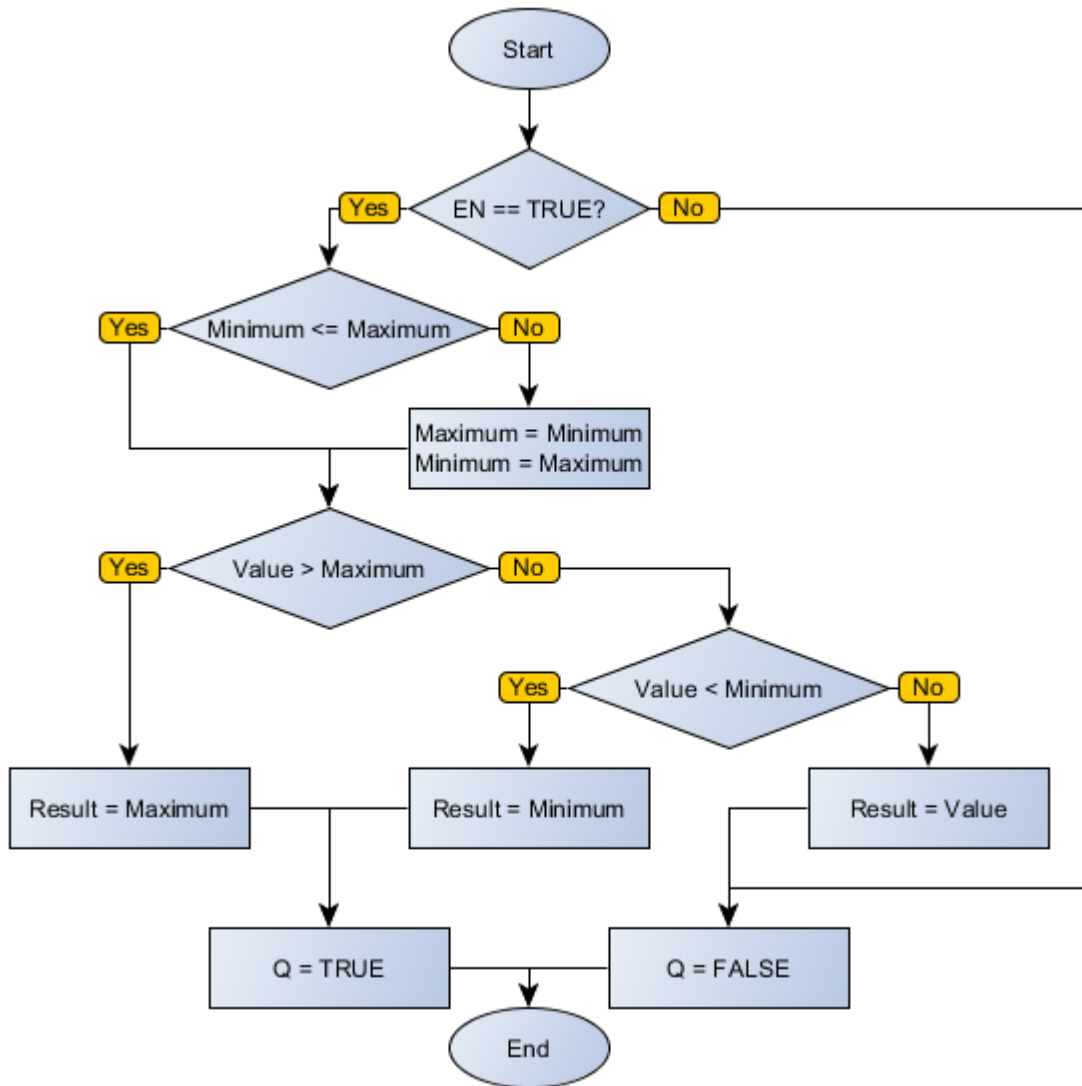 Start
EN == TRUE?
Yes
No
Minimum <= Maximum
Yes
No
Maximum = Minimum
Minimum = Maximum
Value > Maximum
Yes
No
Value < Minimum
Yes
No
Result = Maximum
Result = Minimum
Result = Value
Q = TRUE
Q = FALSE
End